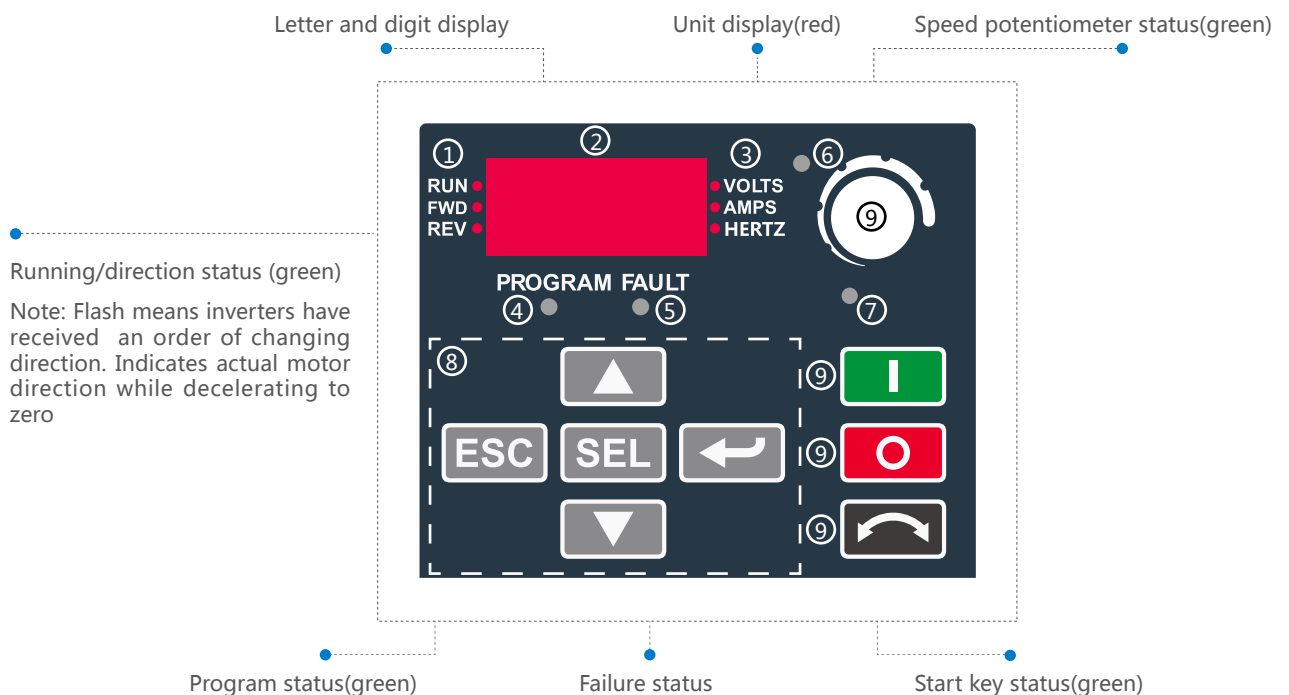 Letter and digit display
Unit display(red)
Speed potentiometer status(green)
① ② ③ ⑥
RUN
FWD
REV
VOLTS
AMPS
HERTZ
⑨
Running/direction status (green)
Note: Flash means inverters have
received an order of changing
direction. Indicates actual motor
direction while decelerating to
zero
PROGRAM FAULT
④ ⑤ ⑦
⑧
ESC SEL
⑨
⑨
⑨
Program status(green)
Failure status
Start key status(green)